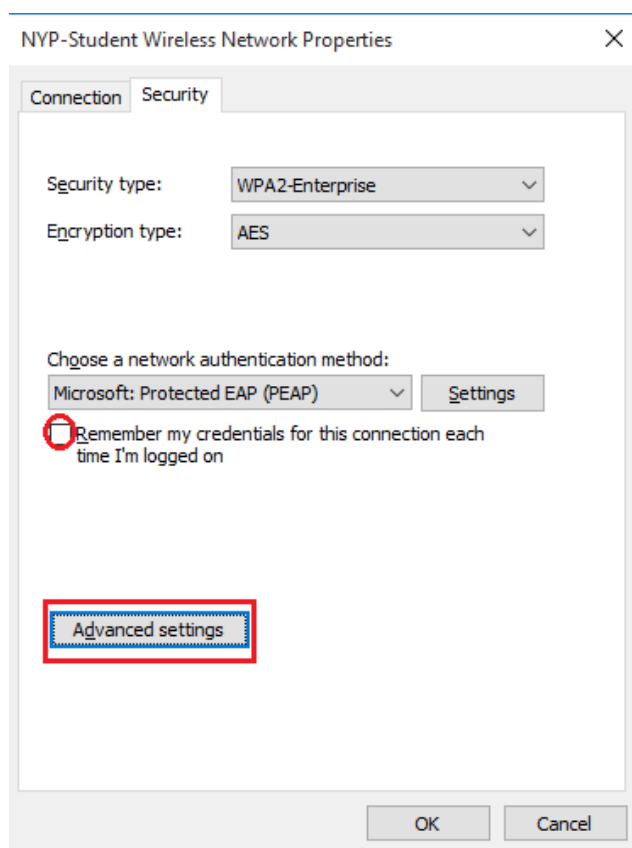 NYP-Student Wireless Network Properties
Connection Security
Security type: WPA2-Enterprise
Encryption type: AES
Choose a network authentication method:
Microsoft: Protected EAP (PEAP) Settings
Remember my credentials for this connection each
time I'm logged on
Advanced settings
OK Cancel